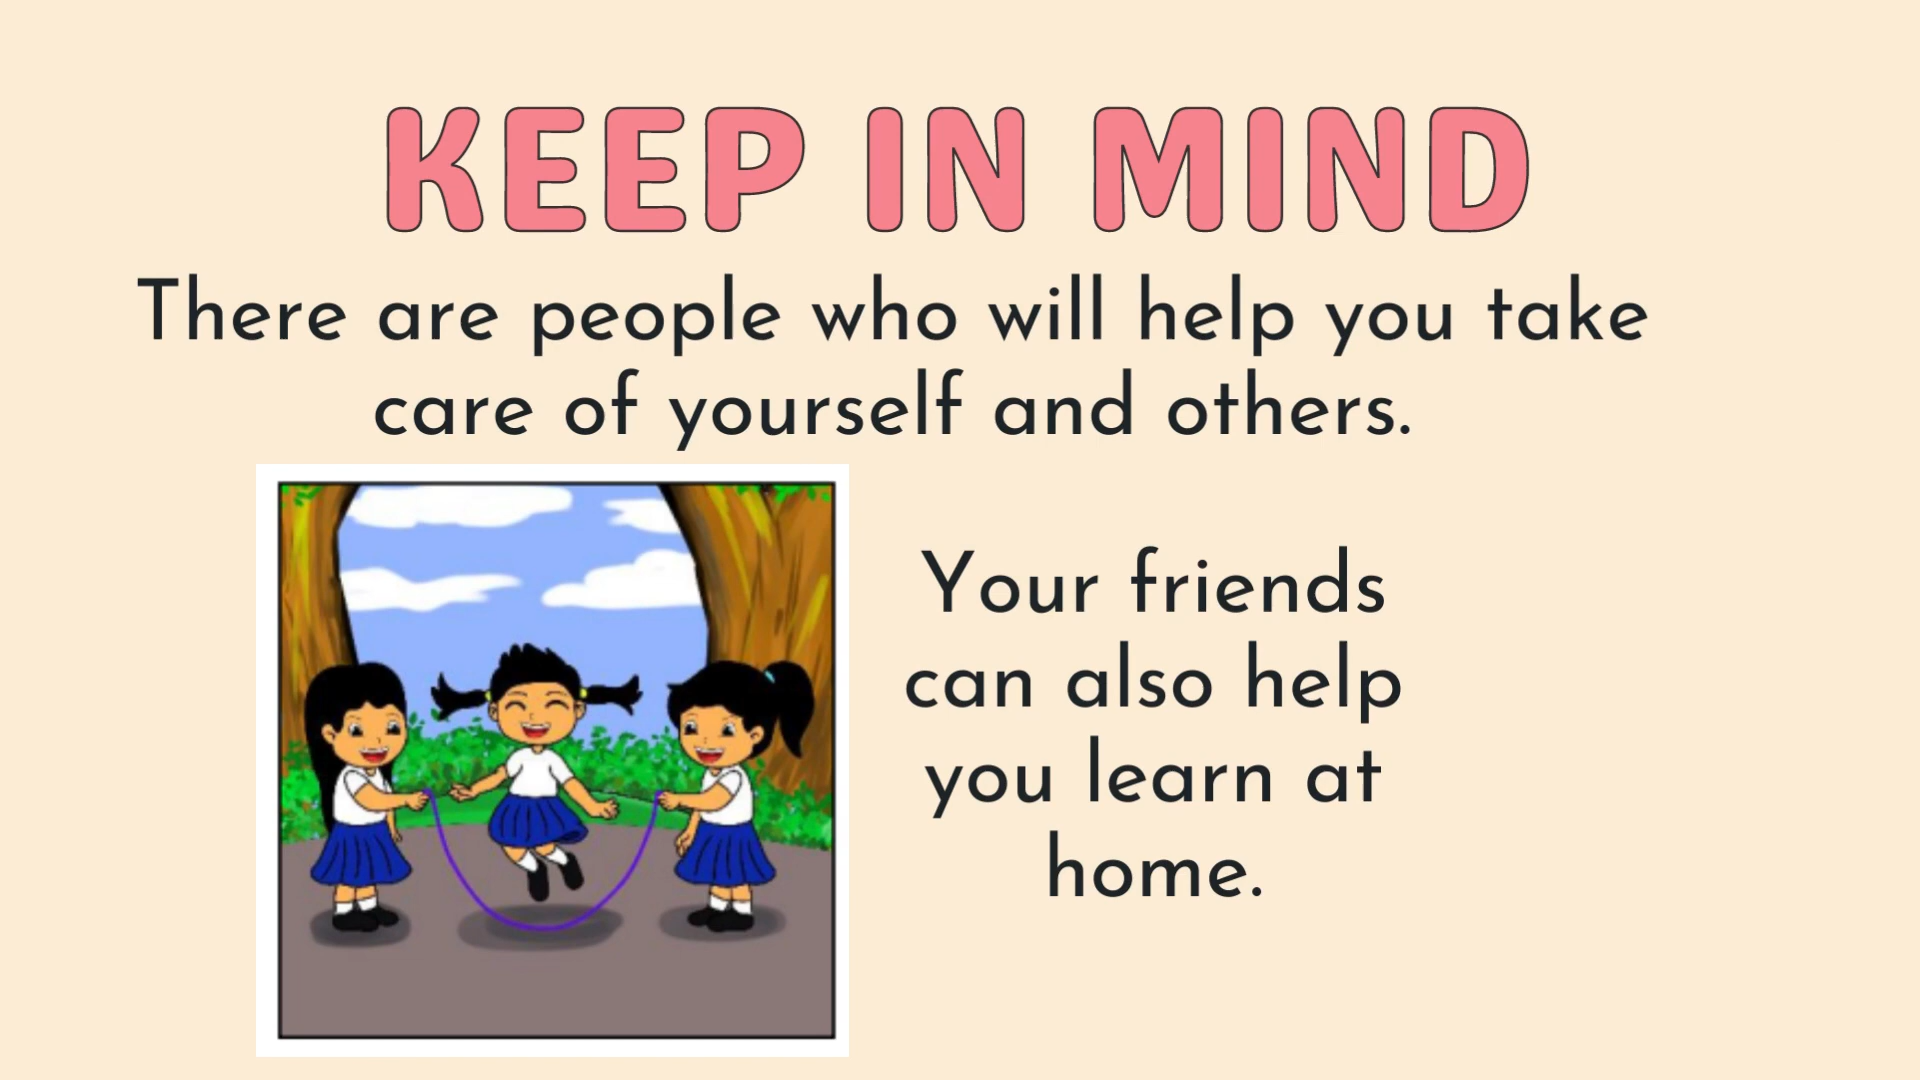 KEEP IN MIND
There are people who will help you take
care of yourself and others.
Your friends
can also help
you learn at
home.